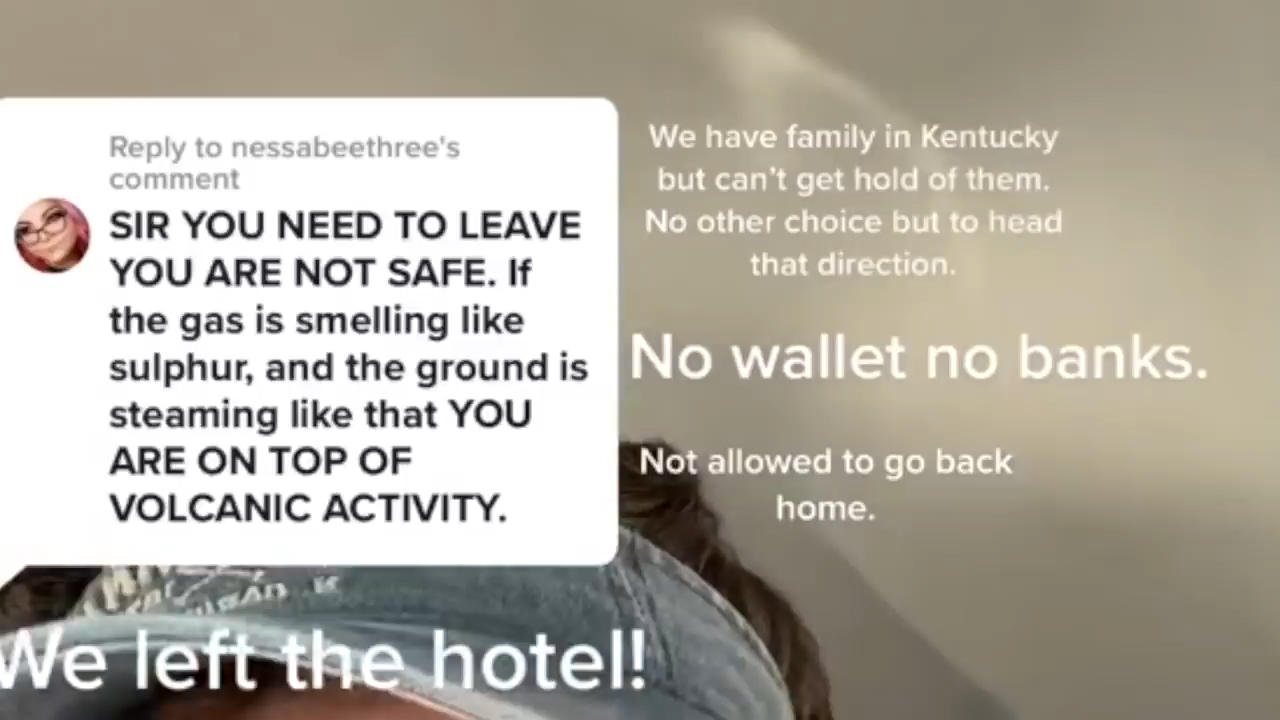 Reply to nessabeethree's
comment
SIR YOU NEED TO LEAVE
YOU ARE NOT SAFE. If
the gas is smelling like
sulphur, and the ground is
steaming like that YOU
ARE ON TOP OF
VOLCANIC ACTIVITY.
We have family in Kentucky
but can't get hold of them.
No other choice but to head
that direction.
No wallet no banks.
Not allowed to go back
home.
We left the hotel!